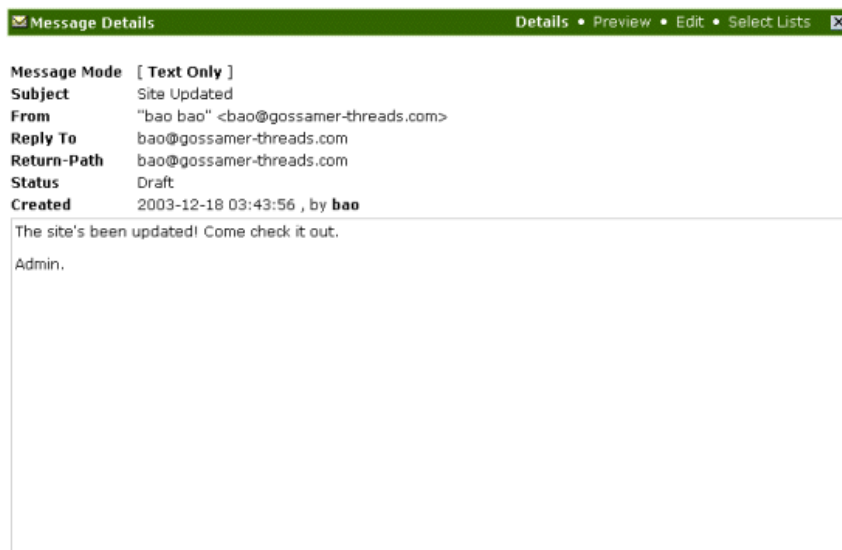 Message Details Details • Preview • Edit • Select Lists
Message Mode [ Text Only ]
Subject Site Updated
From "bao bao" <bao@gossamer-threads.com>
Reply To bao@gossamer-threads.com
Return-Path bao@gossamer-threads.com
Status Draft
Created 2003-12-18 03:43:56 , by bao
The site's been updated! Come check it out.
Admin.